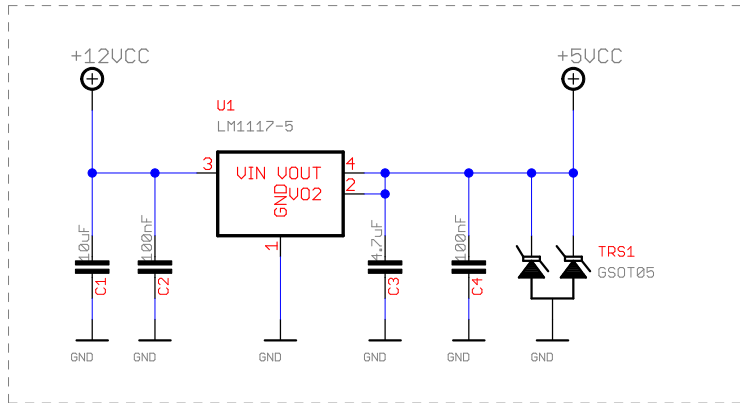 +12VCC
+5VCC
U1
LM1117-5
3
VIN VOUT
4
GND
VO2
2
1
10uF
C1
100nF
C2
4.7uF
C3
100nF
C4
TRS1
GSOT05
GND
GND
GND
GND
GND
GND